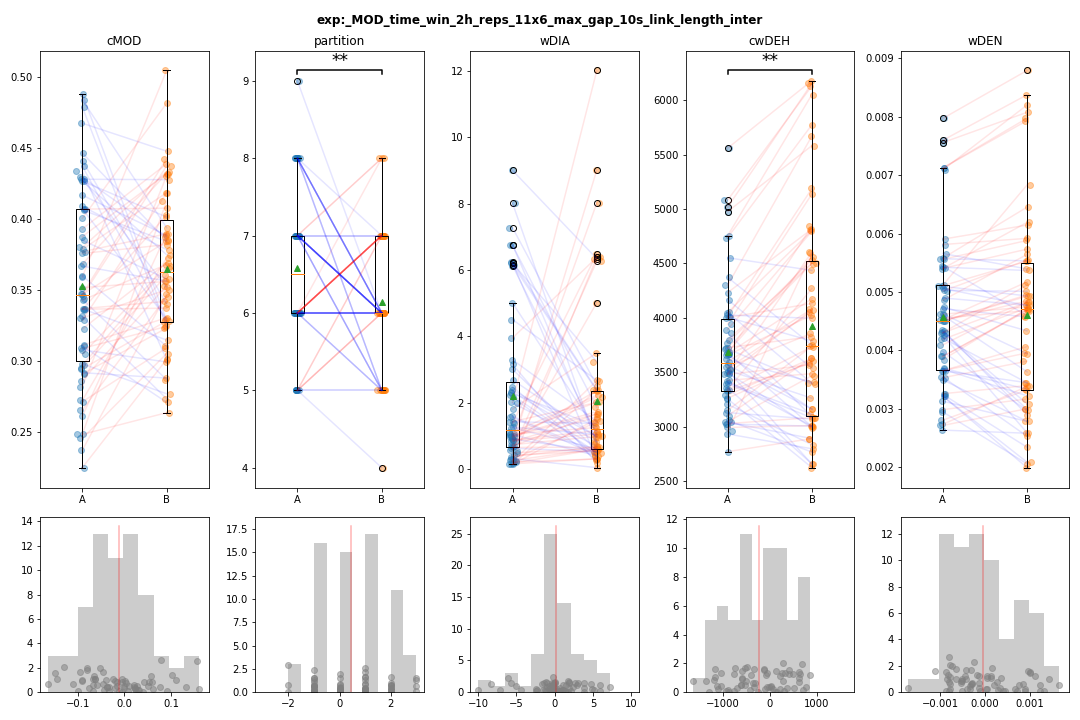 exp:_MOD_time_win_2h_reps_11x6_max_gap_10s_link_length_inter
cMOD partition wDIA cwDEH wDEN
** **
0.50 0.45 0.40 0.35 0.30 0.25
A B
9 8 7 6 5 4
A B
12 10 8 6 4 2 0
A B
6000 5500 5000 4500 4000 3500 3000 2500
A B
0.009 0.008 0.007 0.006 0.005 0.004 0.003 0.002
A B
14 12 10 8 6 4 2 0
−0.1 0.0 0.1
17.5 15.0 12.5 10.0 7.5 5.0 2.5 0.0
−2 0 2
25 20 15 10 5 0
−10 −5 0 5 10
12 10 8 6 4 2 0
−1000 0 1000
12 10 8 6 4 2 0
−0.001 0.000 0.001